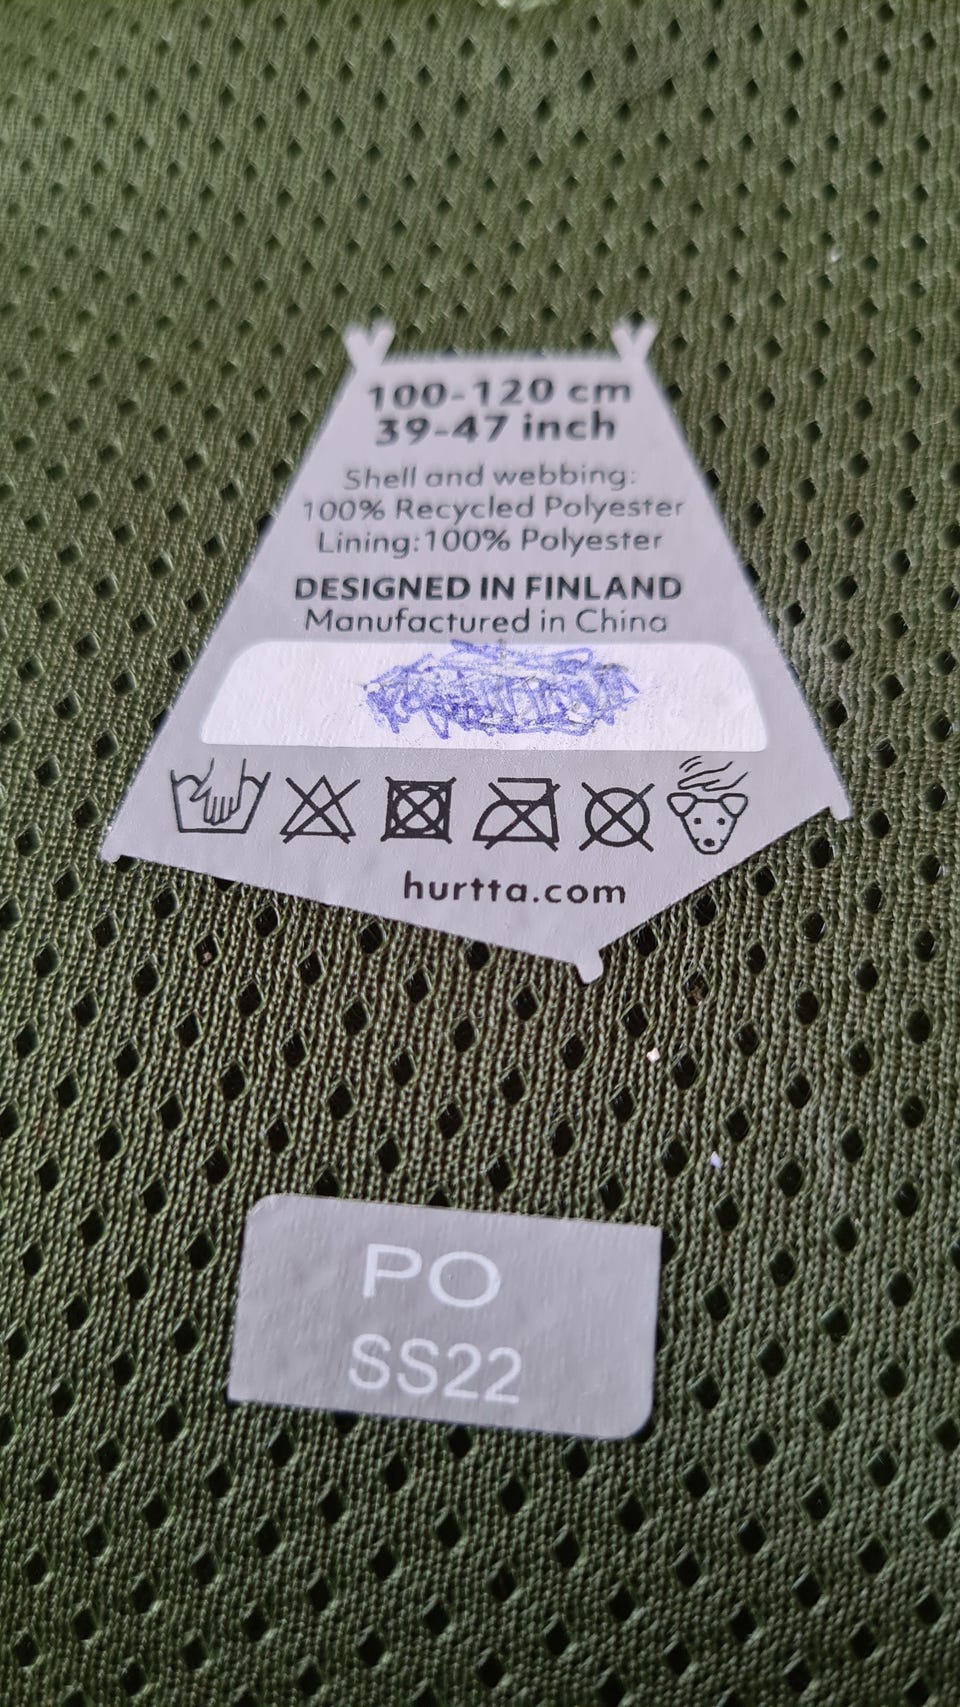 100-120 cm
39-47 inch
Shell and webbing:
100% Recycled Polyester
Lining:100% Polyester
DESIGNED IN FINLAND
Manufactured in China
hurtta.com
PO
SS22